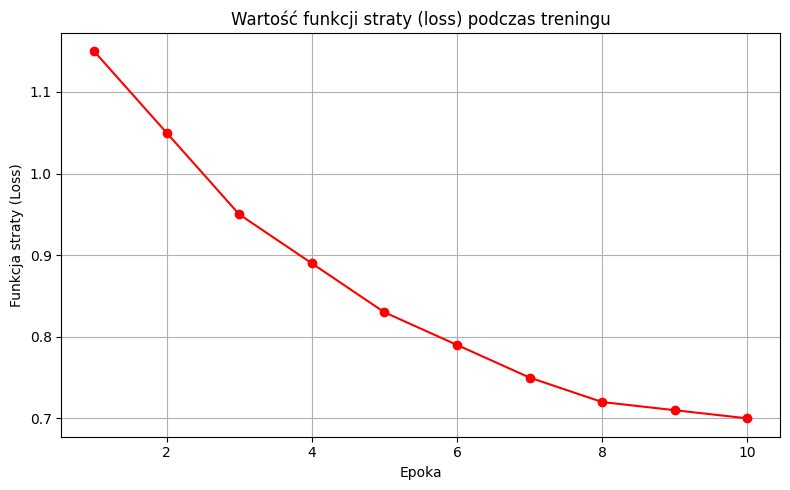 Wartość funkcji straty (loss) podczas treningu
Funkcja straty (Loss)
1.1
1.0
0.9
0.8
0.7
2 4 6 8 10
Epoka